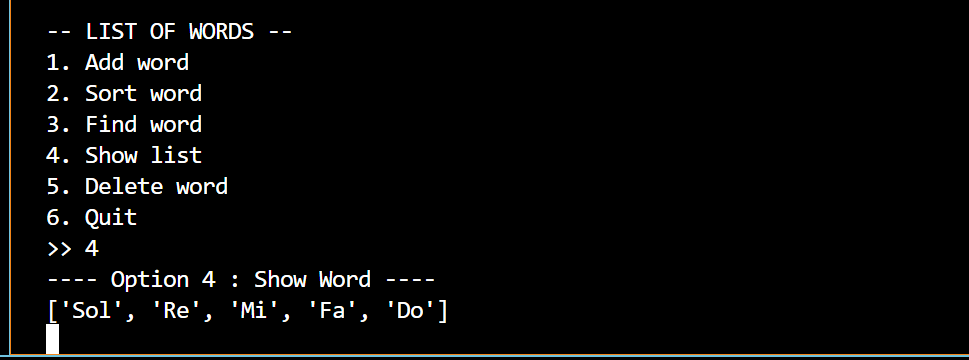 -- LIST OF WORDS --
1. Add word
2. Sort word
3. Find word
4. Show list
5. Delete word
6. Quit
>> 4
---- Option 4 : Show Word ----
['Sol', 'Re', 'Mi', 'Fa', 'Do']